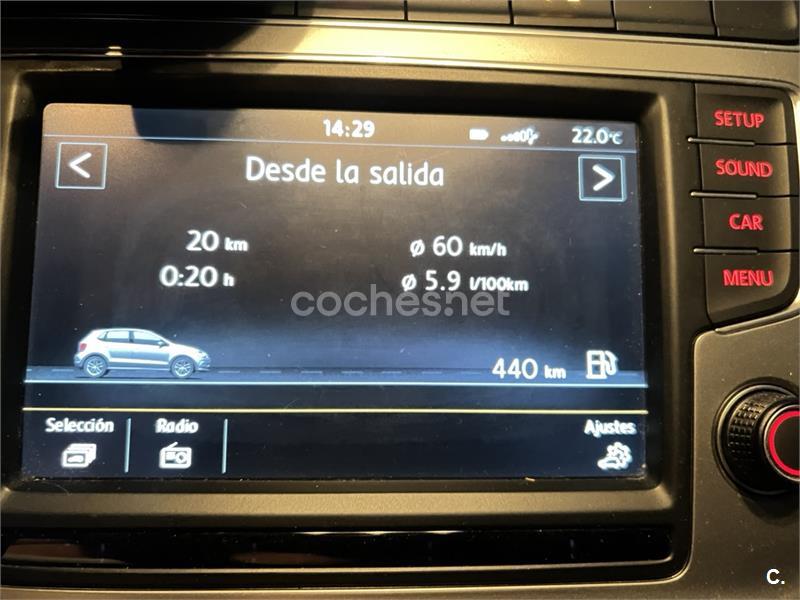 14:29
22.0°C
SETUP
Desde la salida
SOUND
20 km
ø 60 km/h
CAR
0:20 h
ø 5.9 l/100km
MENU
coches.net
440 km
Selección
Radio
Ajustes
C.